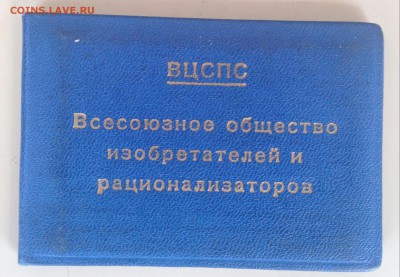 COINS.LAVE.RU
ВЦСПС
Всесоюзное общество
изобретателей и
рационализаторов